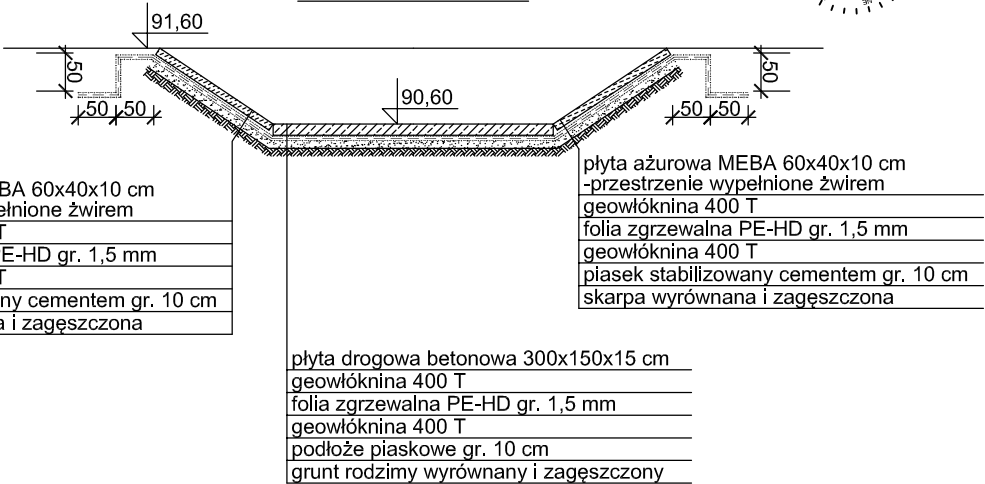 91,60
50
50
90,60
50 50
50 50
płyta ażurowa MEBA 60x40x10 cm
-przestrzenie wypełnione żwirem
geowłóknina 400 T
folia zgrzewalna PE-HD gr. 1,5 mm
geowłóknina 400 T
piasek stabilizowany cementem gr. 10 cm
skarpa wyrównana i zagęszczona
60x40x10 cm
żwirem
T
PE-HD gr. 1,5 mm
T
cementem gr. 10 cm
i zagęszczona
płyta drogowa betonowa 300x150x15 cm
geowłóknina 400 T
folia zgrzewalna PE-HD gr. 1,5 mm
geowłóknina 400 T
podłoże piaskowe gr. 10 cm
grunt rodzimy wyrównany i zagęszczony